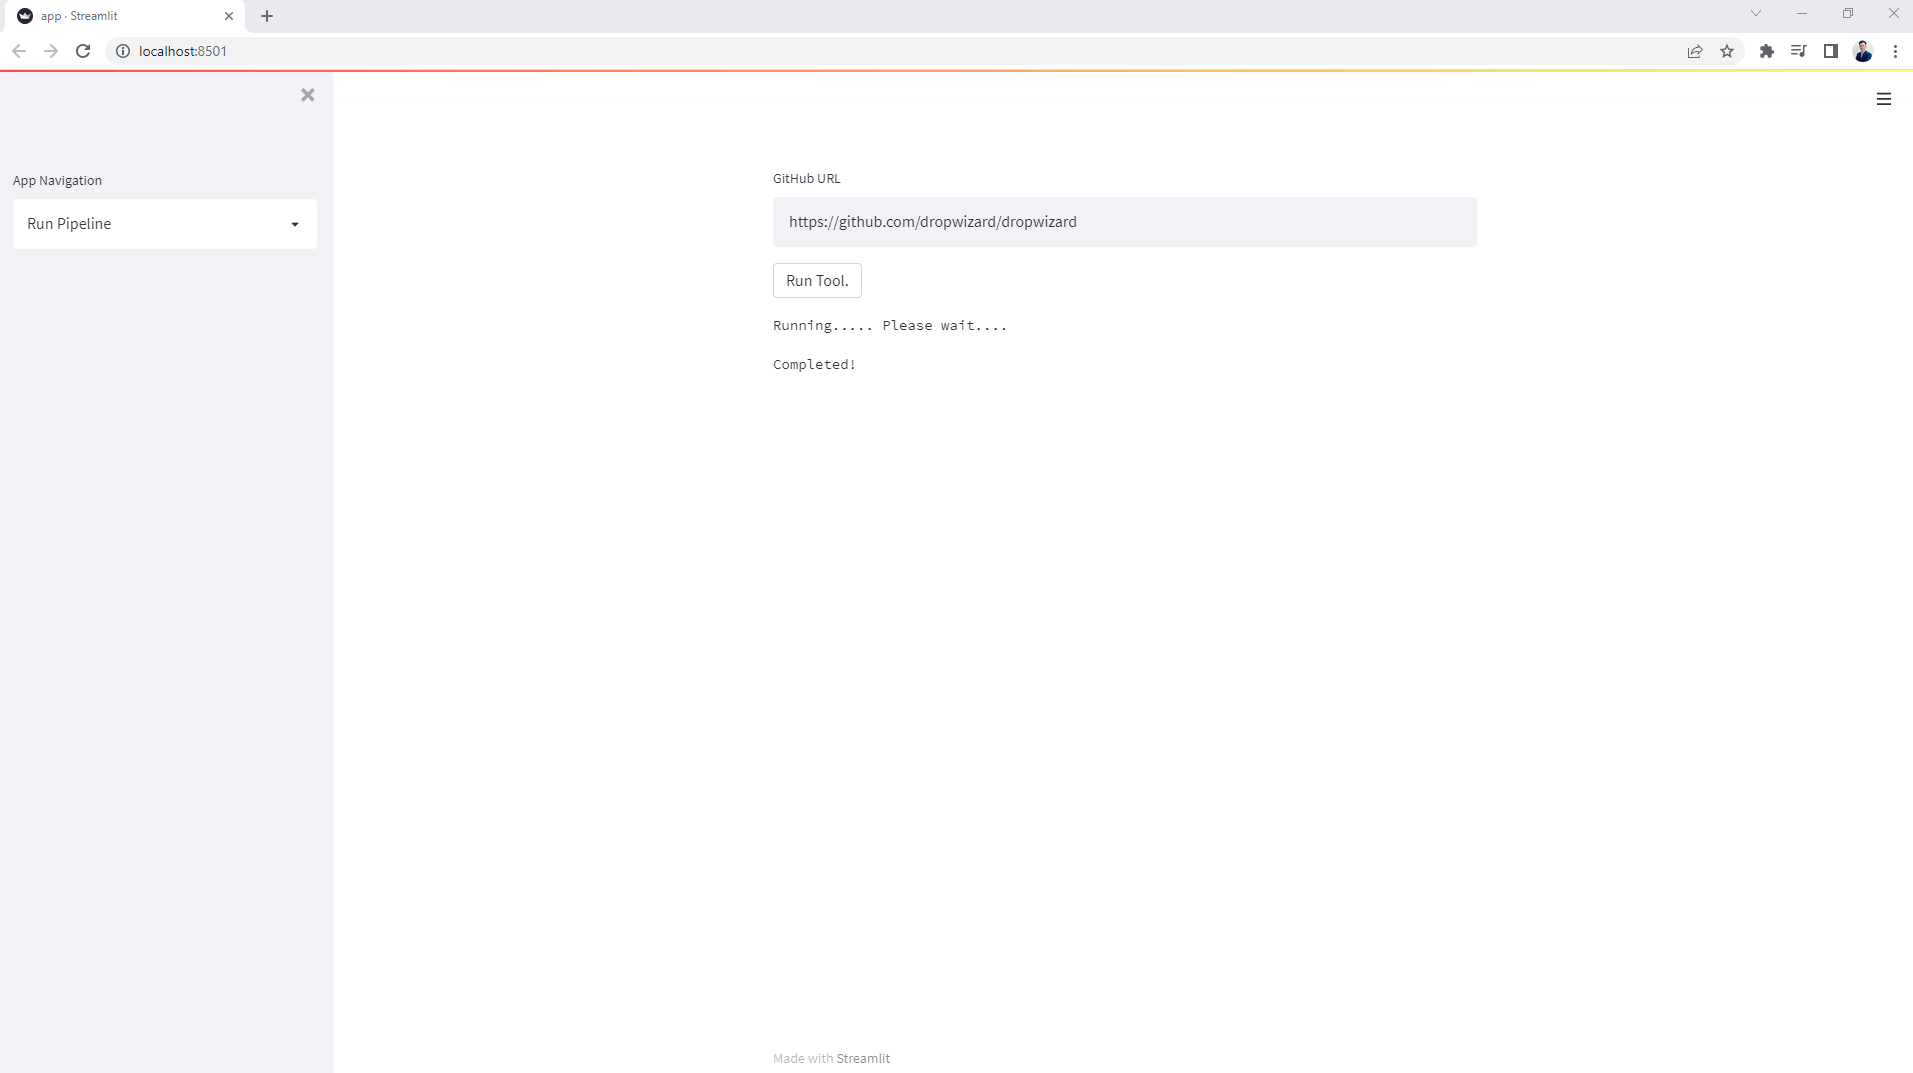 app · Streamlit
localhost:8501
App Navigation
Run Pipeline
GitHub URL
https://github.com/dropwizard/dropwizard
Run Tool.
Running..... Please wait....
Completed!
Made with Streamlit